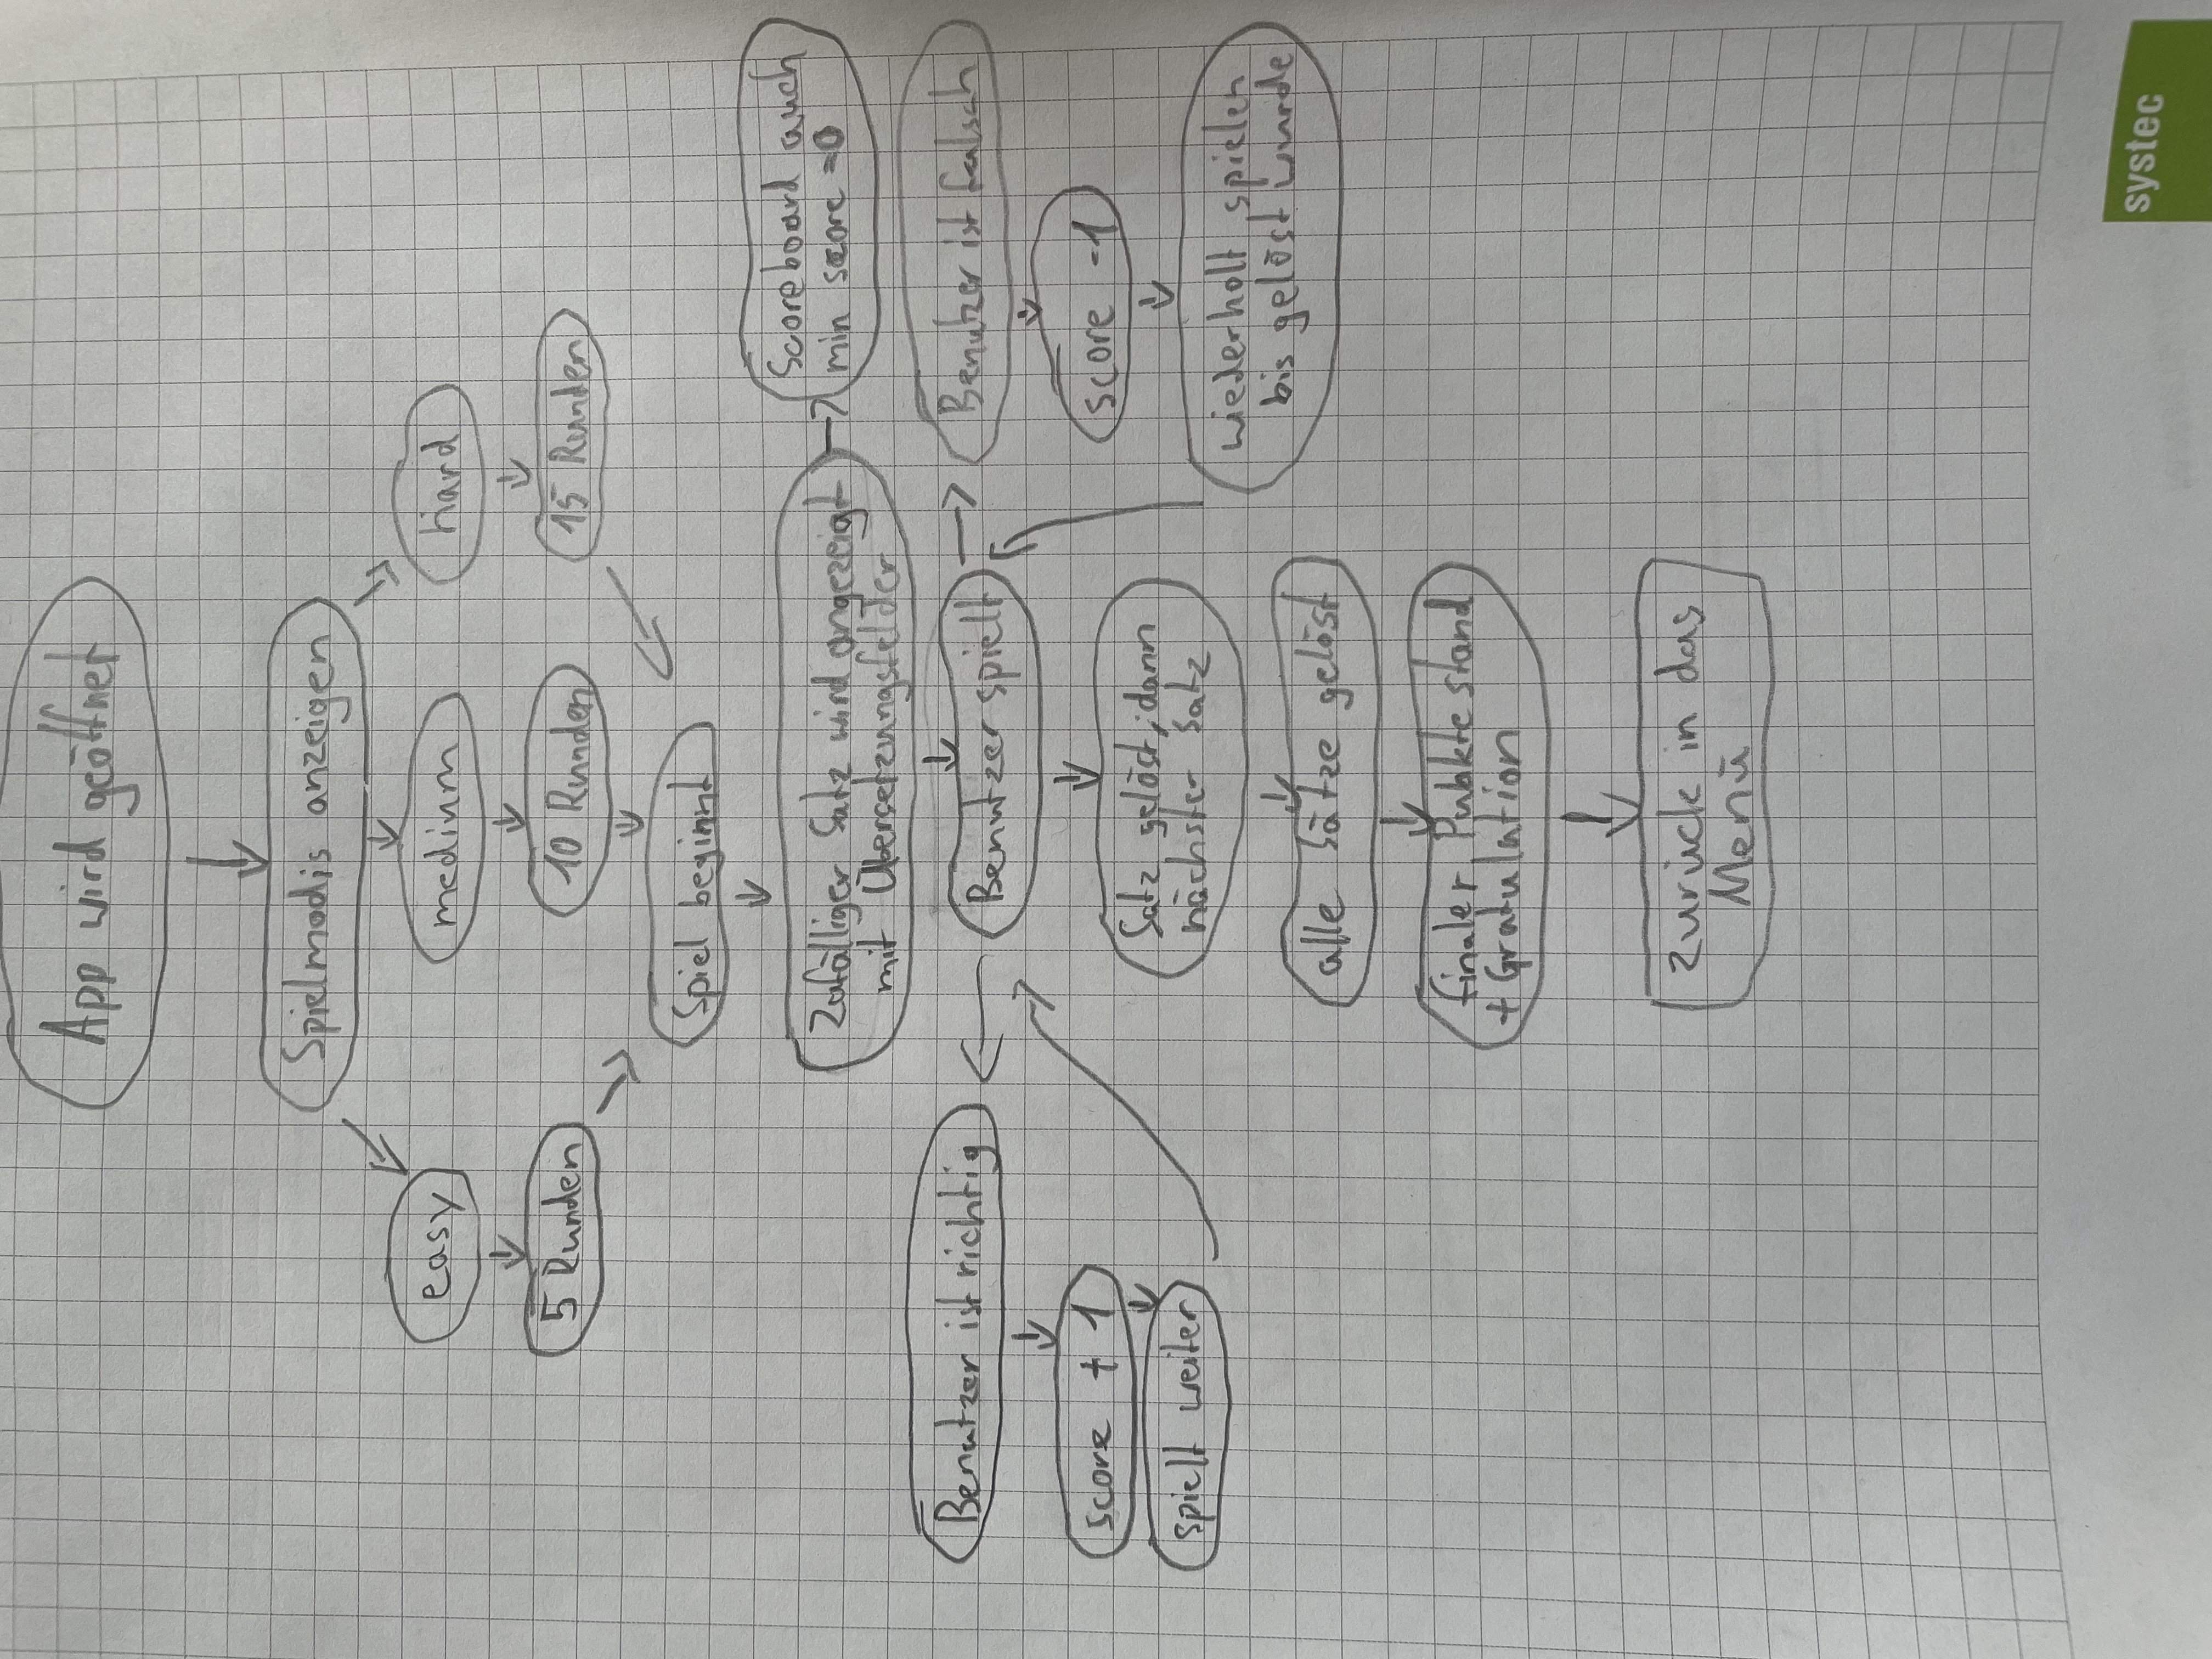 App wird geöffnet
Spielmodis anzeigen
easy
medium
hard
5 Runden
10 Runden
15 Runden
Spiel beginnt
Zufälliger Satz wird angezeigt
mit Übersetzungsfelder
Scoreboard auch
min score = 0
Benutzer ist richtig
Benutzer spielt
Benutzer ist falsch
score + 1
spielt weiter
score -1
Satz gelöst, dann
nächster Satz
wiederholt spielen
bis gelöst wurde
alle Sätze gelöst
finaler Punktestand
+ Gratulation
Zurück in das
Menü
systec